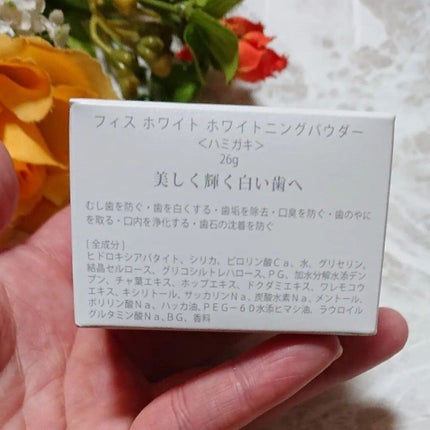 フィス ホワイト ホワイトニングパウダー
＜ハミガキ＞
26g
美しく輝く白い歯へ
むし歯を防ぐ・歯を白くする・歯垢を除去・口臭を防ぐ・歯のやに
を取る・口内を浄化する・歯石の沈着を防ぐ
[ 全成分 ]
ヒドロキシアパタイト、シリカ、ピロリン酸Ｃａ、水、グリセリン、
結晶セルロース、グリコシルトレハロース、ＰＧ、加水分解水添デン
プン、チャ葉エキス、ホップエキス、ドクダミエキス、ワレモコウ
エキス、キシリトール、サッカリンＮａ、炭酸水素Ｎａ、メントール、
ポリリン酸Ｎａ、ハッカ油、ＰＥＧ－６０水添ヒマシ油、ラウロイル
グルタミン酸Ｎａ、ＢＧ、香料